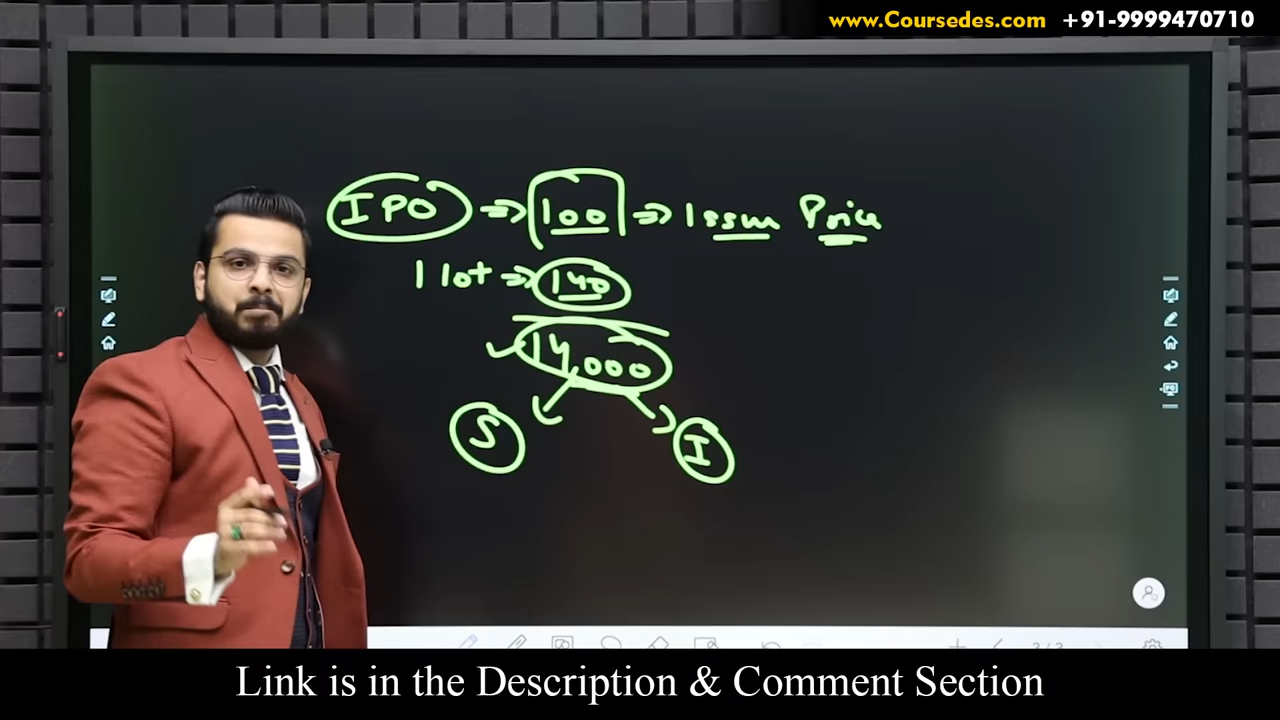 www.Coursedes.com +91-9999470710
IPO ⇒ 100 ⇒ Issue Price
1 lot ⇒ 140
14,000
S I
Link is in the Description & Comment Section